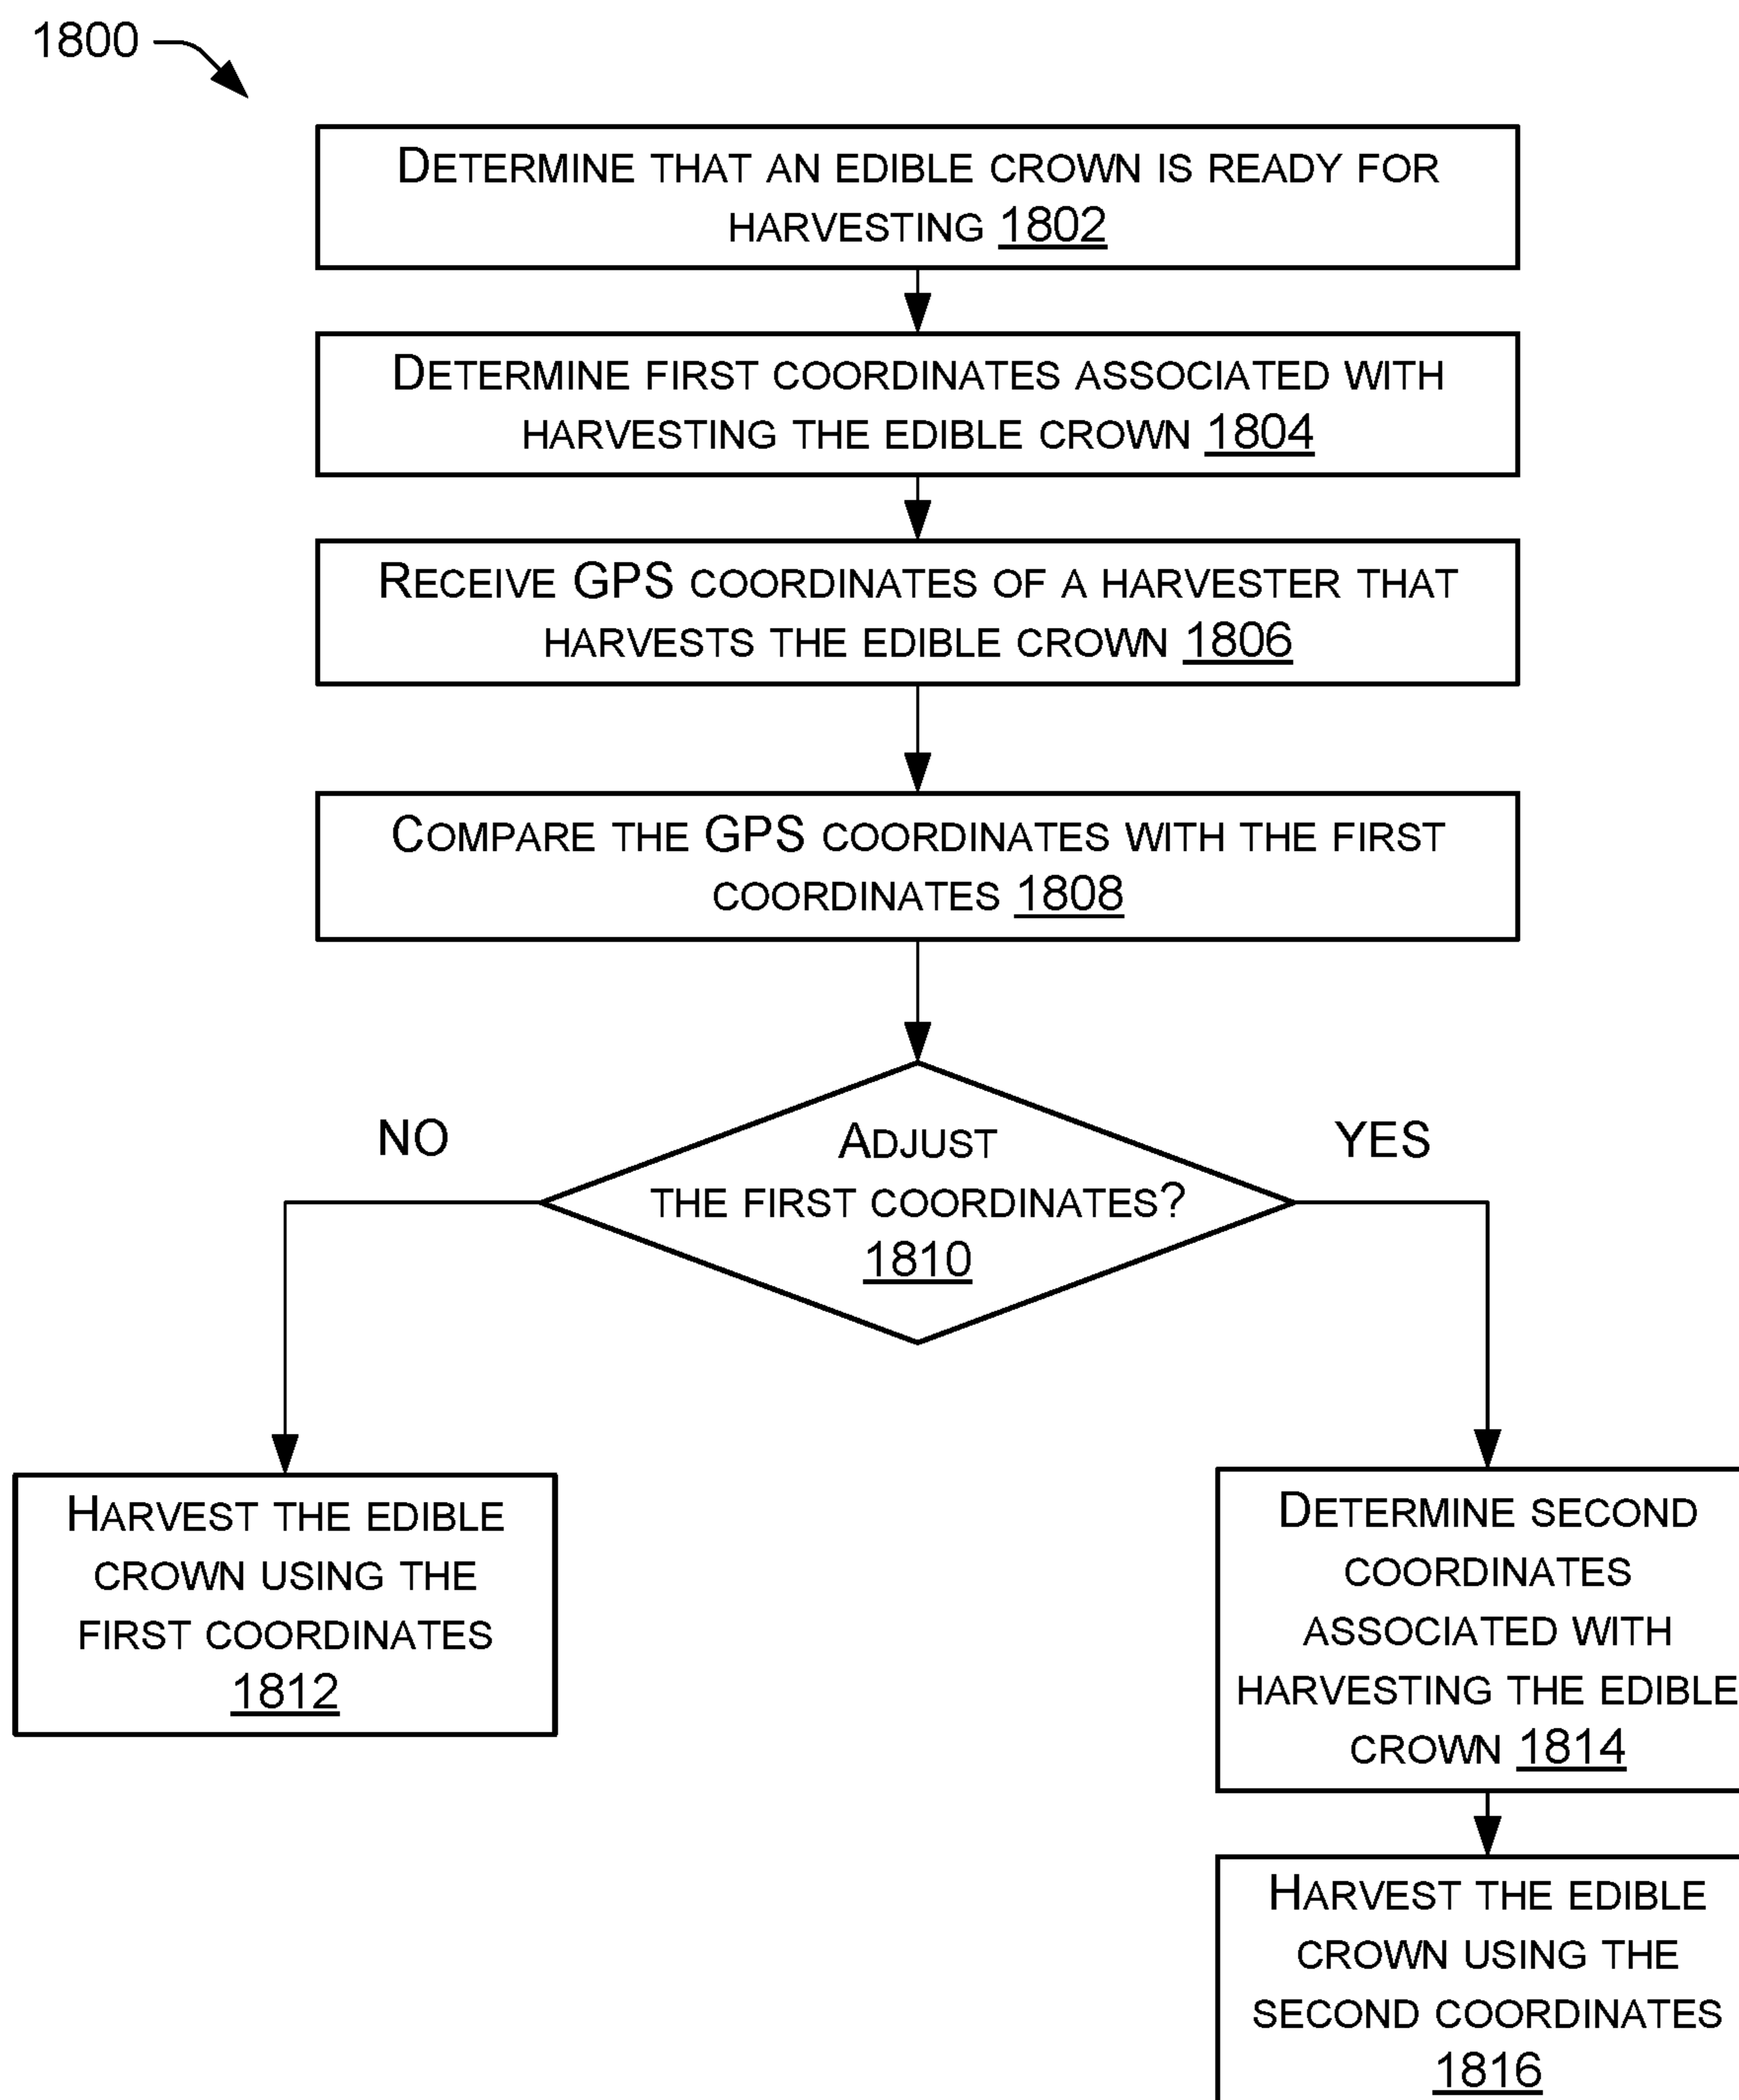 1800
DETERMINE THAT AN EDIBLE CROWN IS READY FOR
HARVESTING 1802
DETERMINE FIRST COORDINATES ASSOCIATED WITH
HARVESTING THE EDIBLE CROWN 1804
RECEIVE GPS COORDINATES OF A HARVESTER THAT
HARVESTS THE EDIBLE CROWN 1806
COMPARE THE GPS COORDINATES WITH THE FIRST
COORDINATES 1808
ADJUST
THE FIRST COORDINATES?
1810
NO
YES
HARVEST THE EDIBLE
CROWN USING THE
FIRST COORDINATES
1812
DETERMINE SECOND
COORDINATES
ASSOCIATED WITH
HARVESTING THE EDIBLE
CROWN 1814
HARVEST THE EDIBLE
CROWN USING THE
SECOND COORDINATES
1816